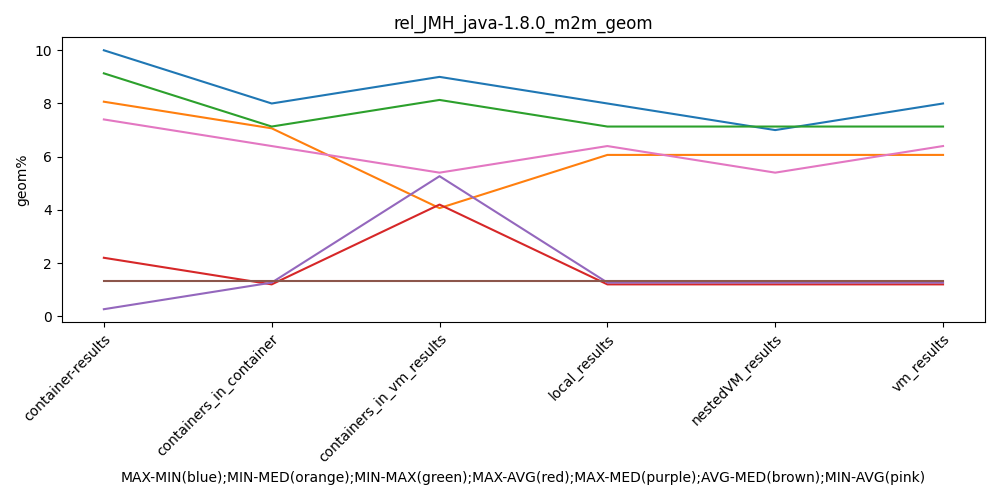 rel_JMH_java-1.8.0_m2m_geom
10
8
6
4
2
0
geom%
container-results
containers_in_container
containers_in_vm_results
local_results
nestedVM_results
vm_results
MAX-MIN(blue);MIN-MED(orange);MIN-MAX(green);MAX-AVG(red);MAX-MED(purple);AVG-MED(brown);MIN-AVG(pink)